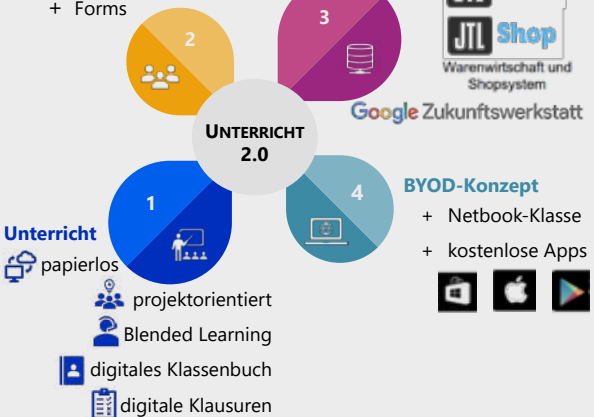 + Forms
2
3
JTL Shop
Warenwirtschaft und
Shopsystem
Google Zukunftswerkstatt
UNTERRICHT
2.0
1
4
BYOD-Konzept
+ Netbook-Klasse
+ kostenlose Apps
Unterricht
papierlos
projektorientiert
Blended Learning
digitales Klassenbuch
digitale Klausuren